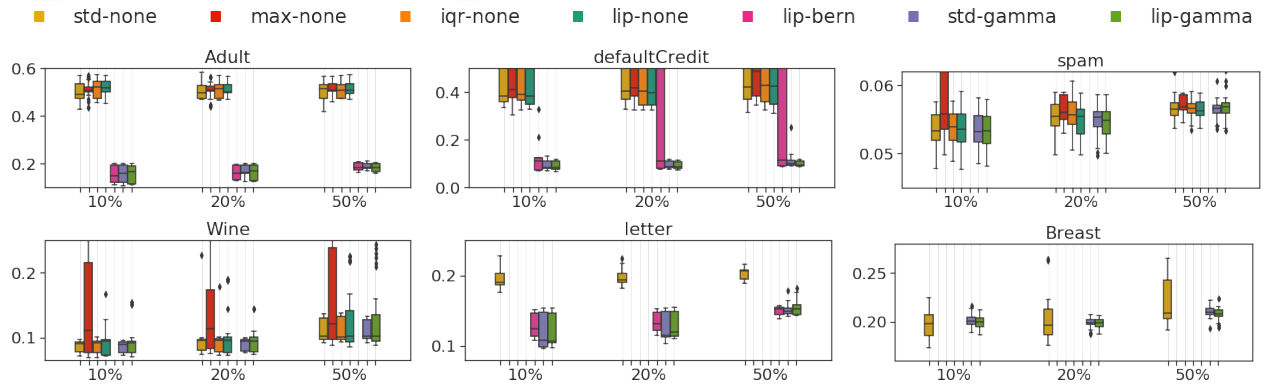 std-none max-none iqr-none lip-none lip-bern std-gamma lip-gamma
Adult
0.6
0.4
0.2
10% 20% 50%
defaultCredit
0.4
0.2
0.0
10% 20% 50%
spam
0.06
0.05
10% 20% 50%
Wine
0.2
0.1
10% 20% 50%
letter
0.2
0.1
10% 20% 50%
Breast
0.25
0.20
10% 20% 50%